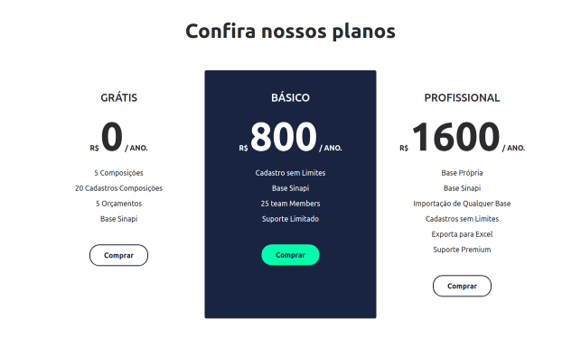 Confira nossos planos
GRÁTIS
R$ 0 / ANO.
5 Composições
20 Cadastros Composições
5 Orçamentos
Base Sinapi
Comprar
BÁSICO
R$ 800 / ANO.
Cadastro sem Limites
Base Sinapi
25 team Members
Suporte Limitado
Comprar
PROFISSIONAL
R$ 1600 / ANO.
Base Própria
Base Sinapi
Importação de Qualquer Base
Cadastros sem Limites
Exporta para Excel
Suporte Premium
Comprar